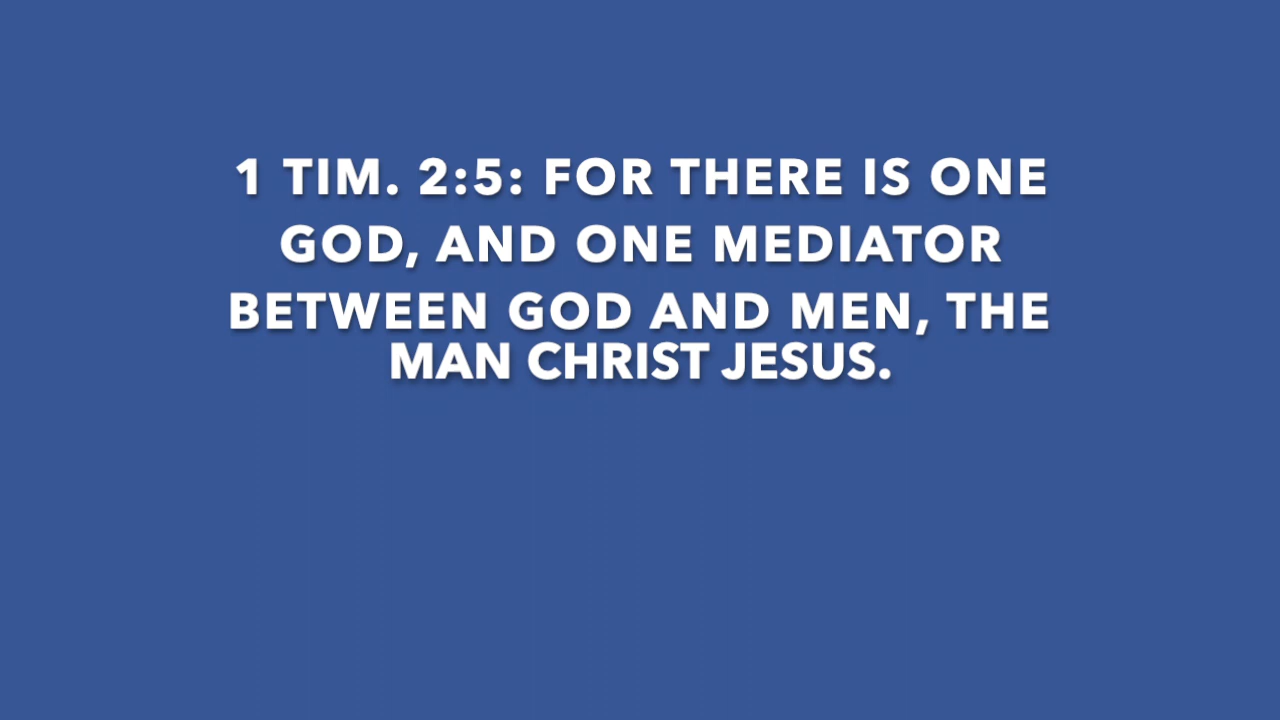 1 TIM. 2:5: FOR THERE IS ONE
GOD, AND ONE MEDIATOR
BETWEEN GOD AND MEN, THE
MAN CHRIST JESUS.